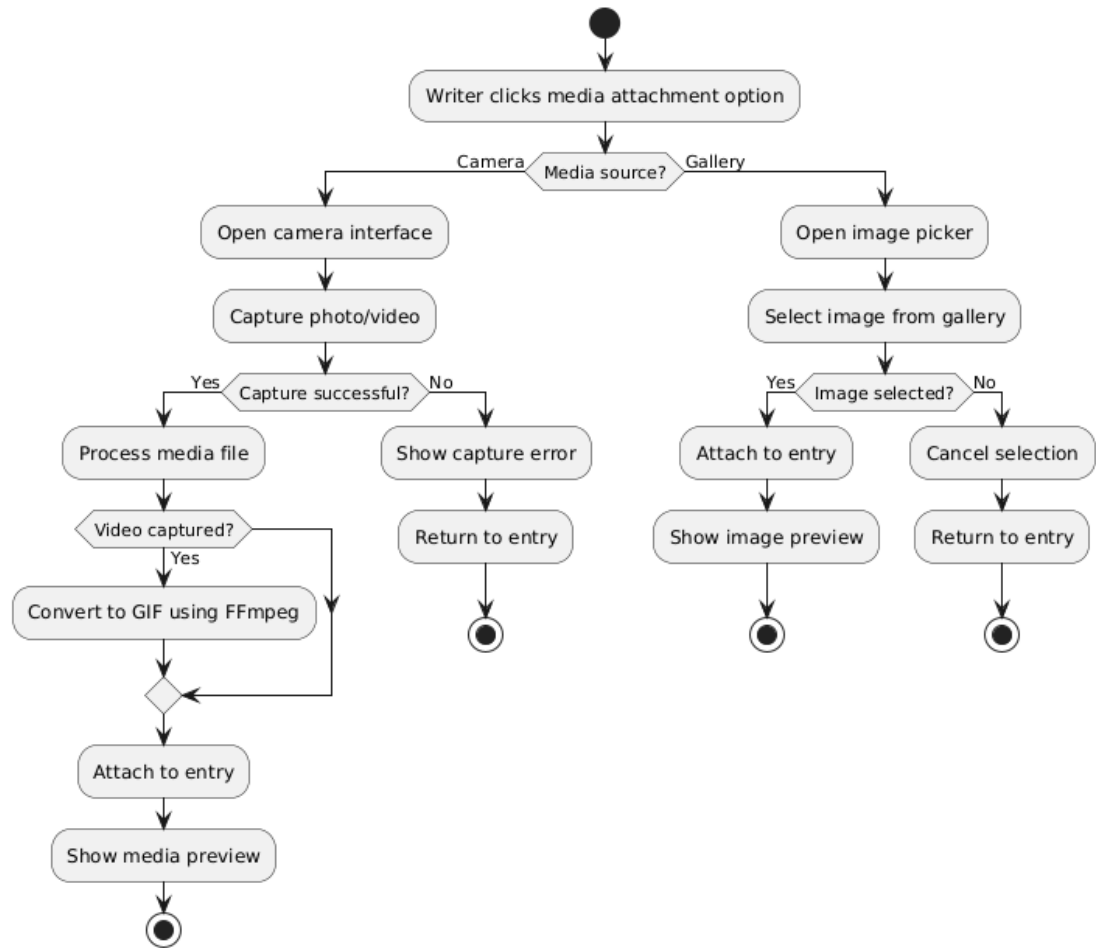 Writer clicks media attachment option
Camera
Media source?
Gallery
Open camera interface
Open image picker
Capture photo/video
Select image from gallery
Yes
Capture successful?
No
Yes
Image selected?
No
Process media file
Show capture error
Attach to entry
Cancel selection
Video captured?
Return to entry
Show image preview
Return to entry
Yes
Convert to GIF using FFmpeg
Attach to entry
Show media preview